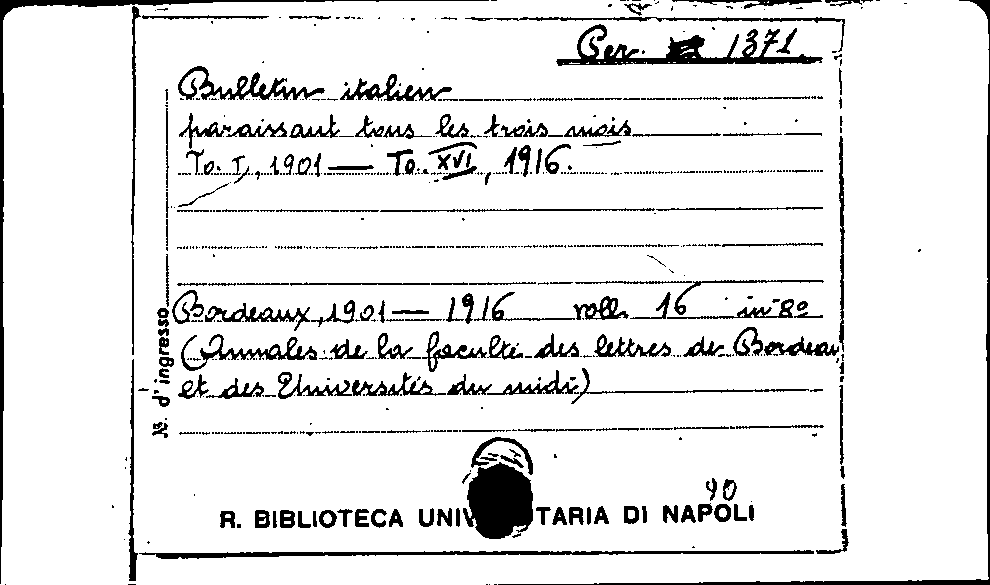 Per. 1371.
Bulletin italien
paraissant tous les trois mois
To. I, 1901 — To. XVI, 1916.
Bordeaux, 1901 — 1916 voll. 16 in-8º
(Annales de la faculté des lettres de Bordeau
et des Universités du midi)
Nº. d'ingresso
90
R. BIBLIOTECA UNIV TARIA DI NAPOLI